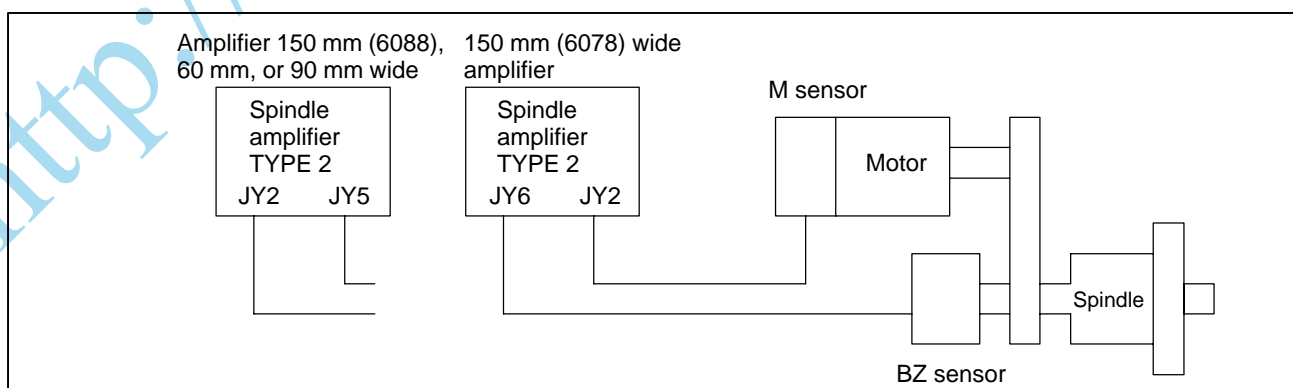 Amplifier 150 mm (6088),
60 mm, or 90 mm wide
150 mm (6078) wide
amplifier
Spindle
amplifier
TYPE 2
JY2 JY5
Spindle
amplifier
TYPE 2
JY6 JY2
M sensor
Motor
Spindle
BZ sensor
http:/